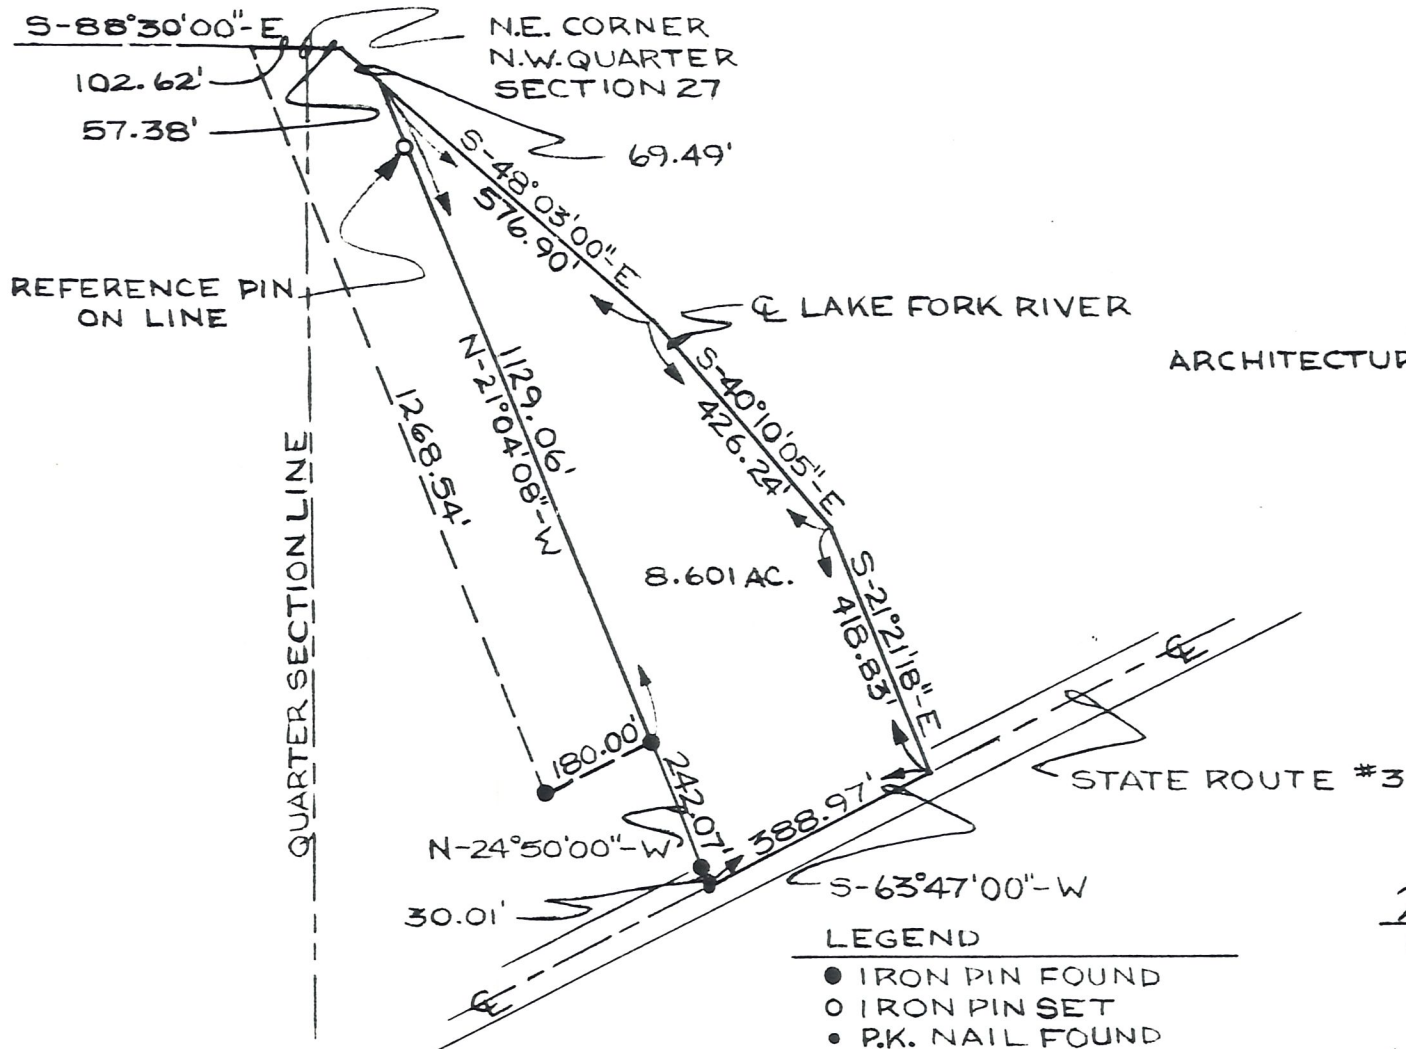 S-88°30'00"-E
102.62'
57.38'
N.E. CORNER
N.W. QUARTER
SECTION 27
69.49'
S-48°03'00"-E
576.90'
REFERENCE PIN
ON LINE
℄ LAKE FORK RIVER
ARCHITECTUR
1129.06'
N-21°04'08"-W
S-40°10'05"-E
426.24'
1268.54'
QUARTER SECTION LINE
8.601 AC.
S-21°21'18"-E
418.83'
℄
180.00'
242.07'
388.97'
STATE ROUTE #3
N-24°50'00"-W
S-63°47'00"-W
30.01'
℄
LEGEND
● IRON PIN FOUND
○ IRON PIN SET
• P.K. NAIL FOUND